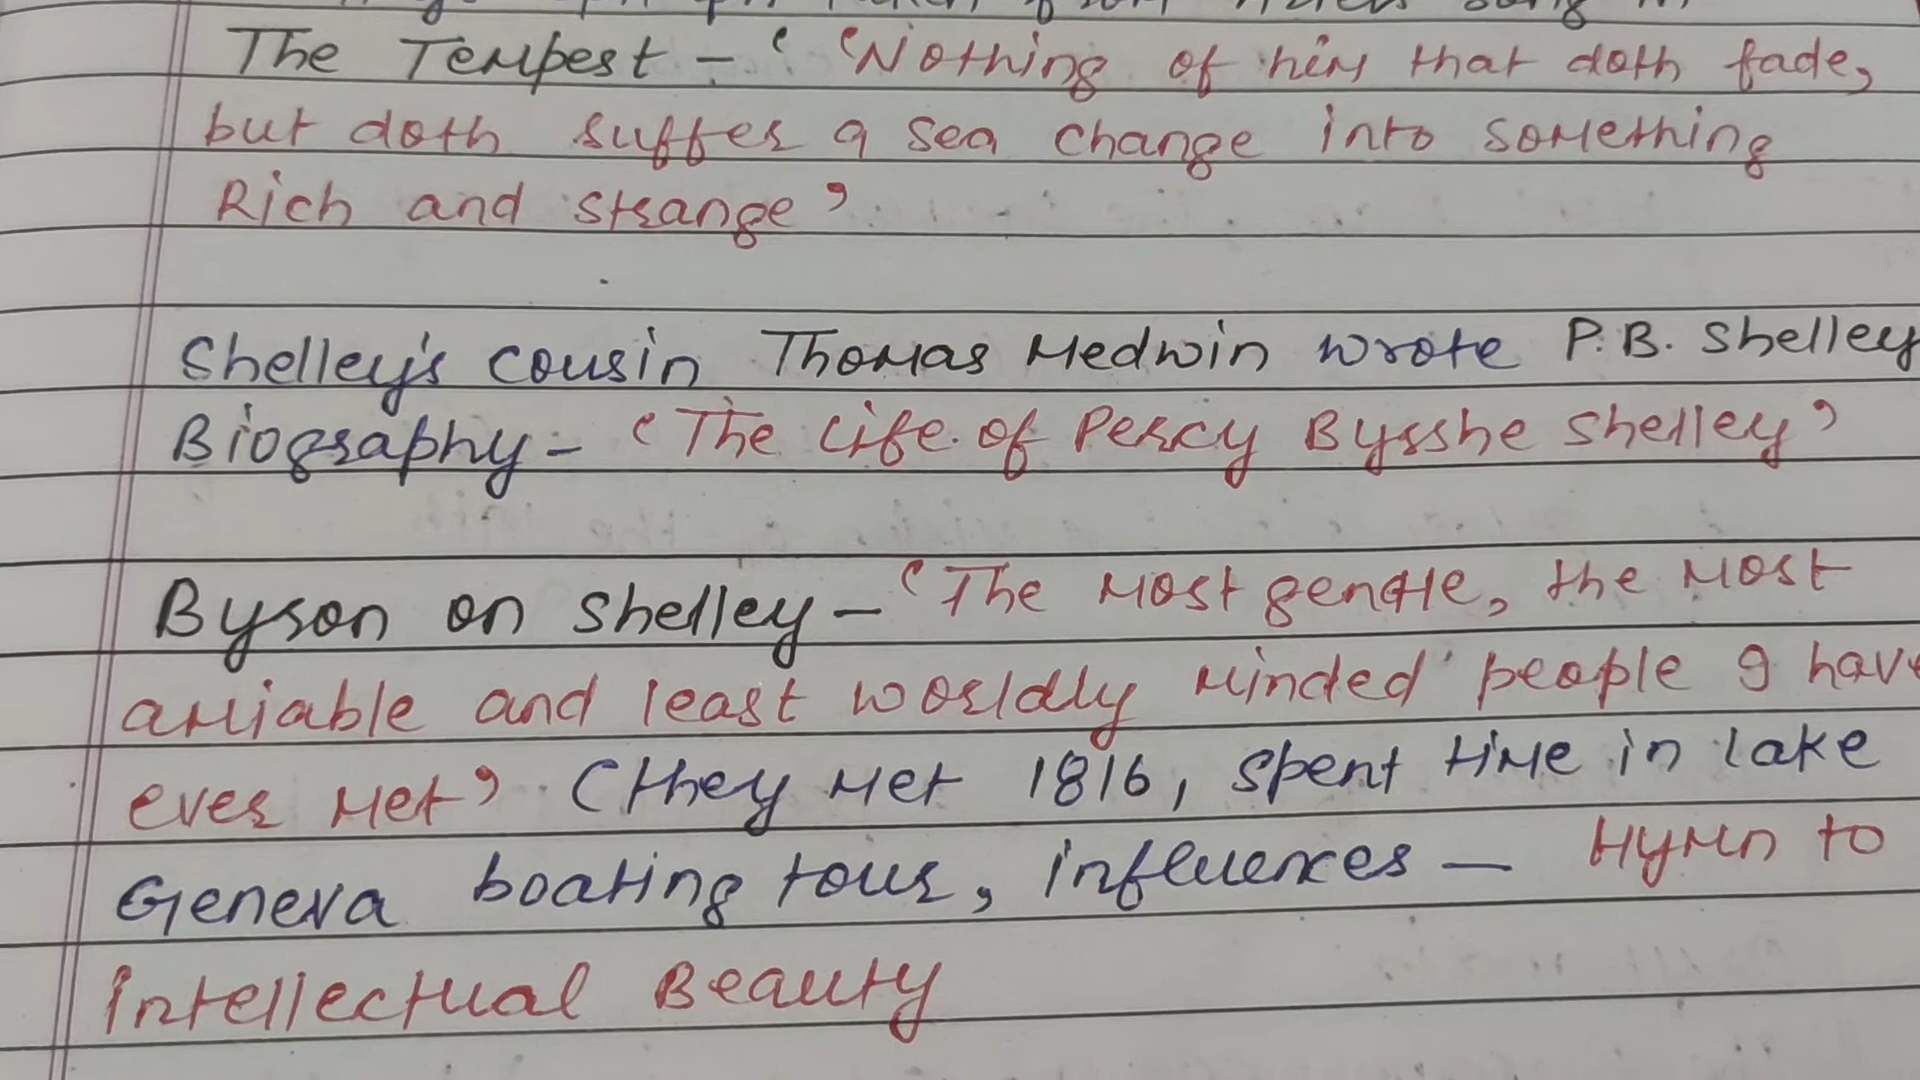 The Tempest - ' 'Nothing of him that doth fade,
but doth suffer a sea change into something
Rich and strange'
Shelley's cousin Thomas Medwin wrote P.B. Shelley
Biography - 'The Life of Percy Bysshe Shelley'
Byron on Shelley - 'The most gentle, the most
amiable and least worldly minded people I have
ever met' (they met 1816, spent time in lake
Geneva boating tour, influences - Hymn to
Intellectual Beauty